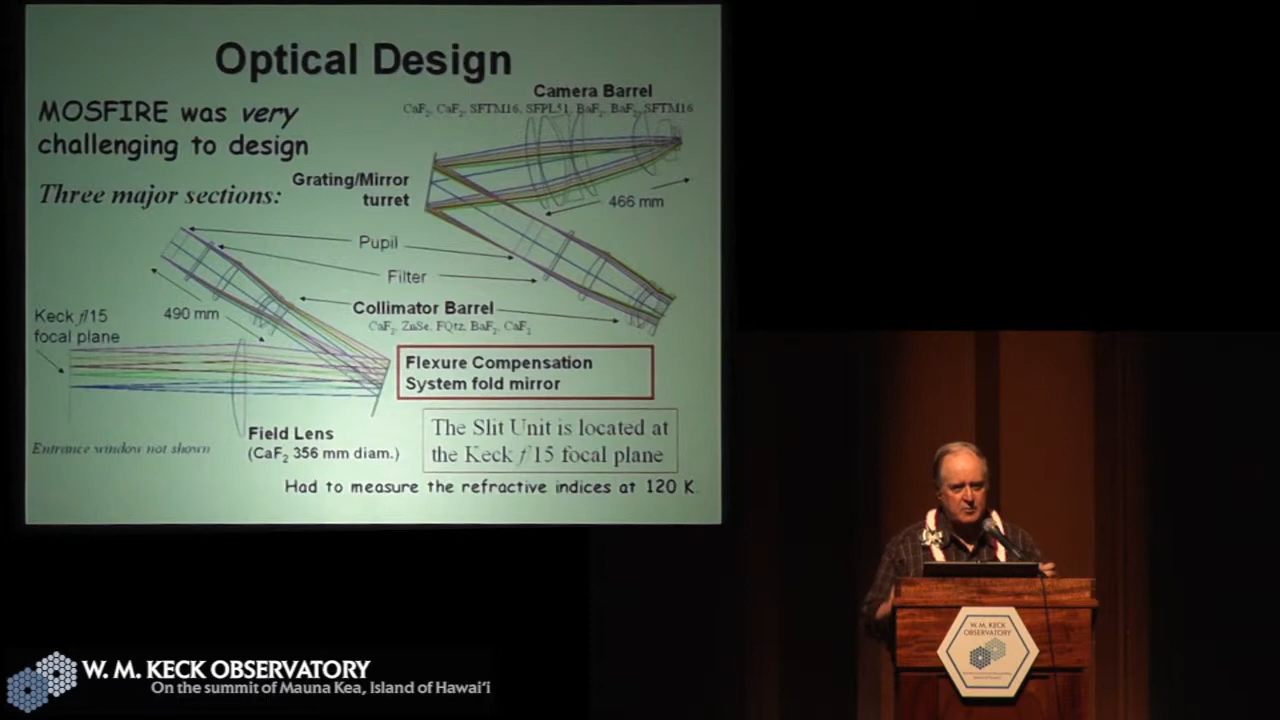 Optical Design
MOSFIRE was very
challenging to design
Three major sections:
Camera Barrel
CaF₂, CaF₂, SFTM16, SFPL51, BaF₂, BaF₂, SFTM16
Grating/Mirror
turret
466 mm
Pupil
Filter
490 mm
Collimator Barrel
CaF₂, ZnSe, FQtz, BaF₂, CaF₂
Keck f/15
focal plane
Flexure Compensation
System fold mirror
Field Lens
(CaF₂ 356 mm diam.)
The Slit Unit is located at
the Keck f/15 focal plane
Entrance window not shown
Had to measure the refractive indices at 120 K.
W. M. KECK
OBSERVATORY
W. M. KECK OBSERVATORY
On the summit of Mauna Kea, Island of Hawai‘i